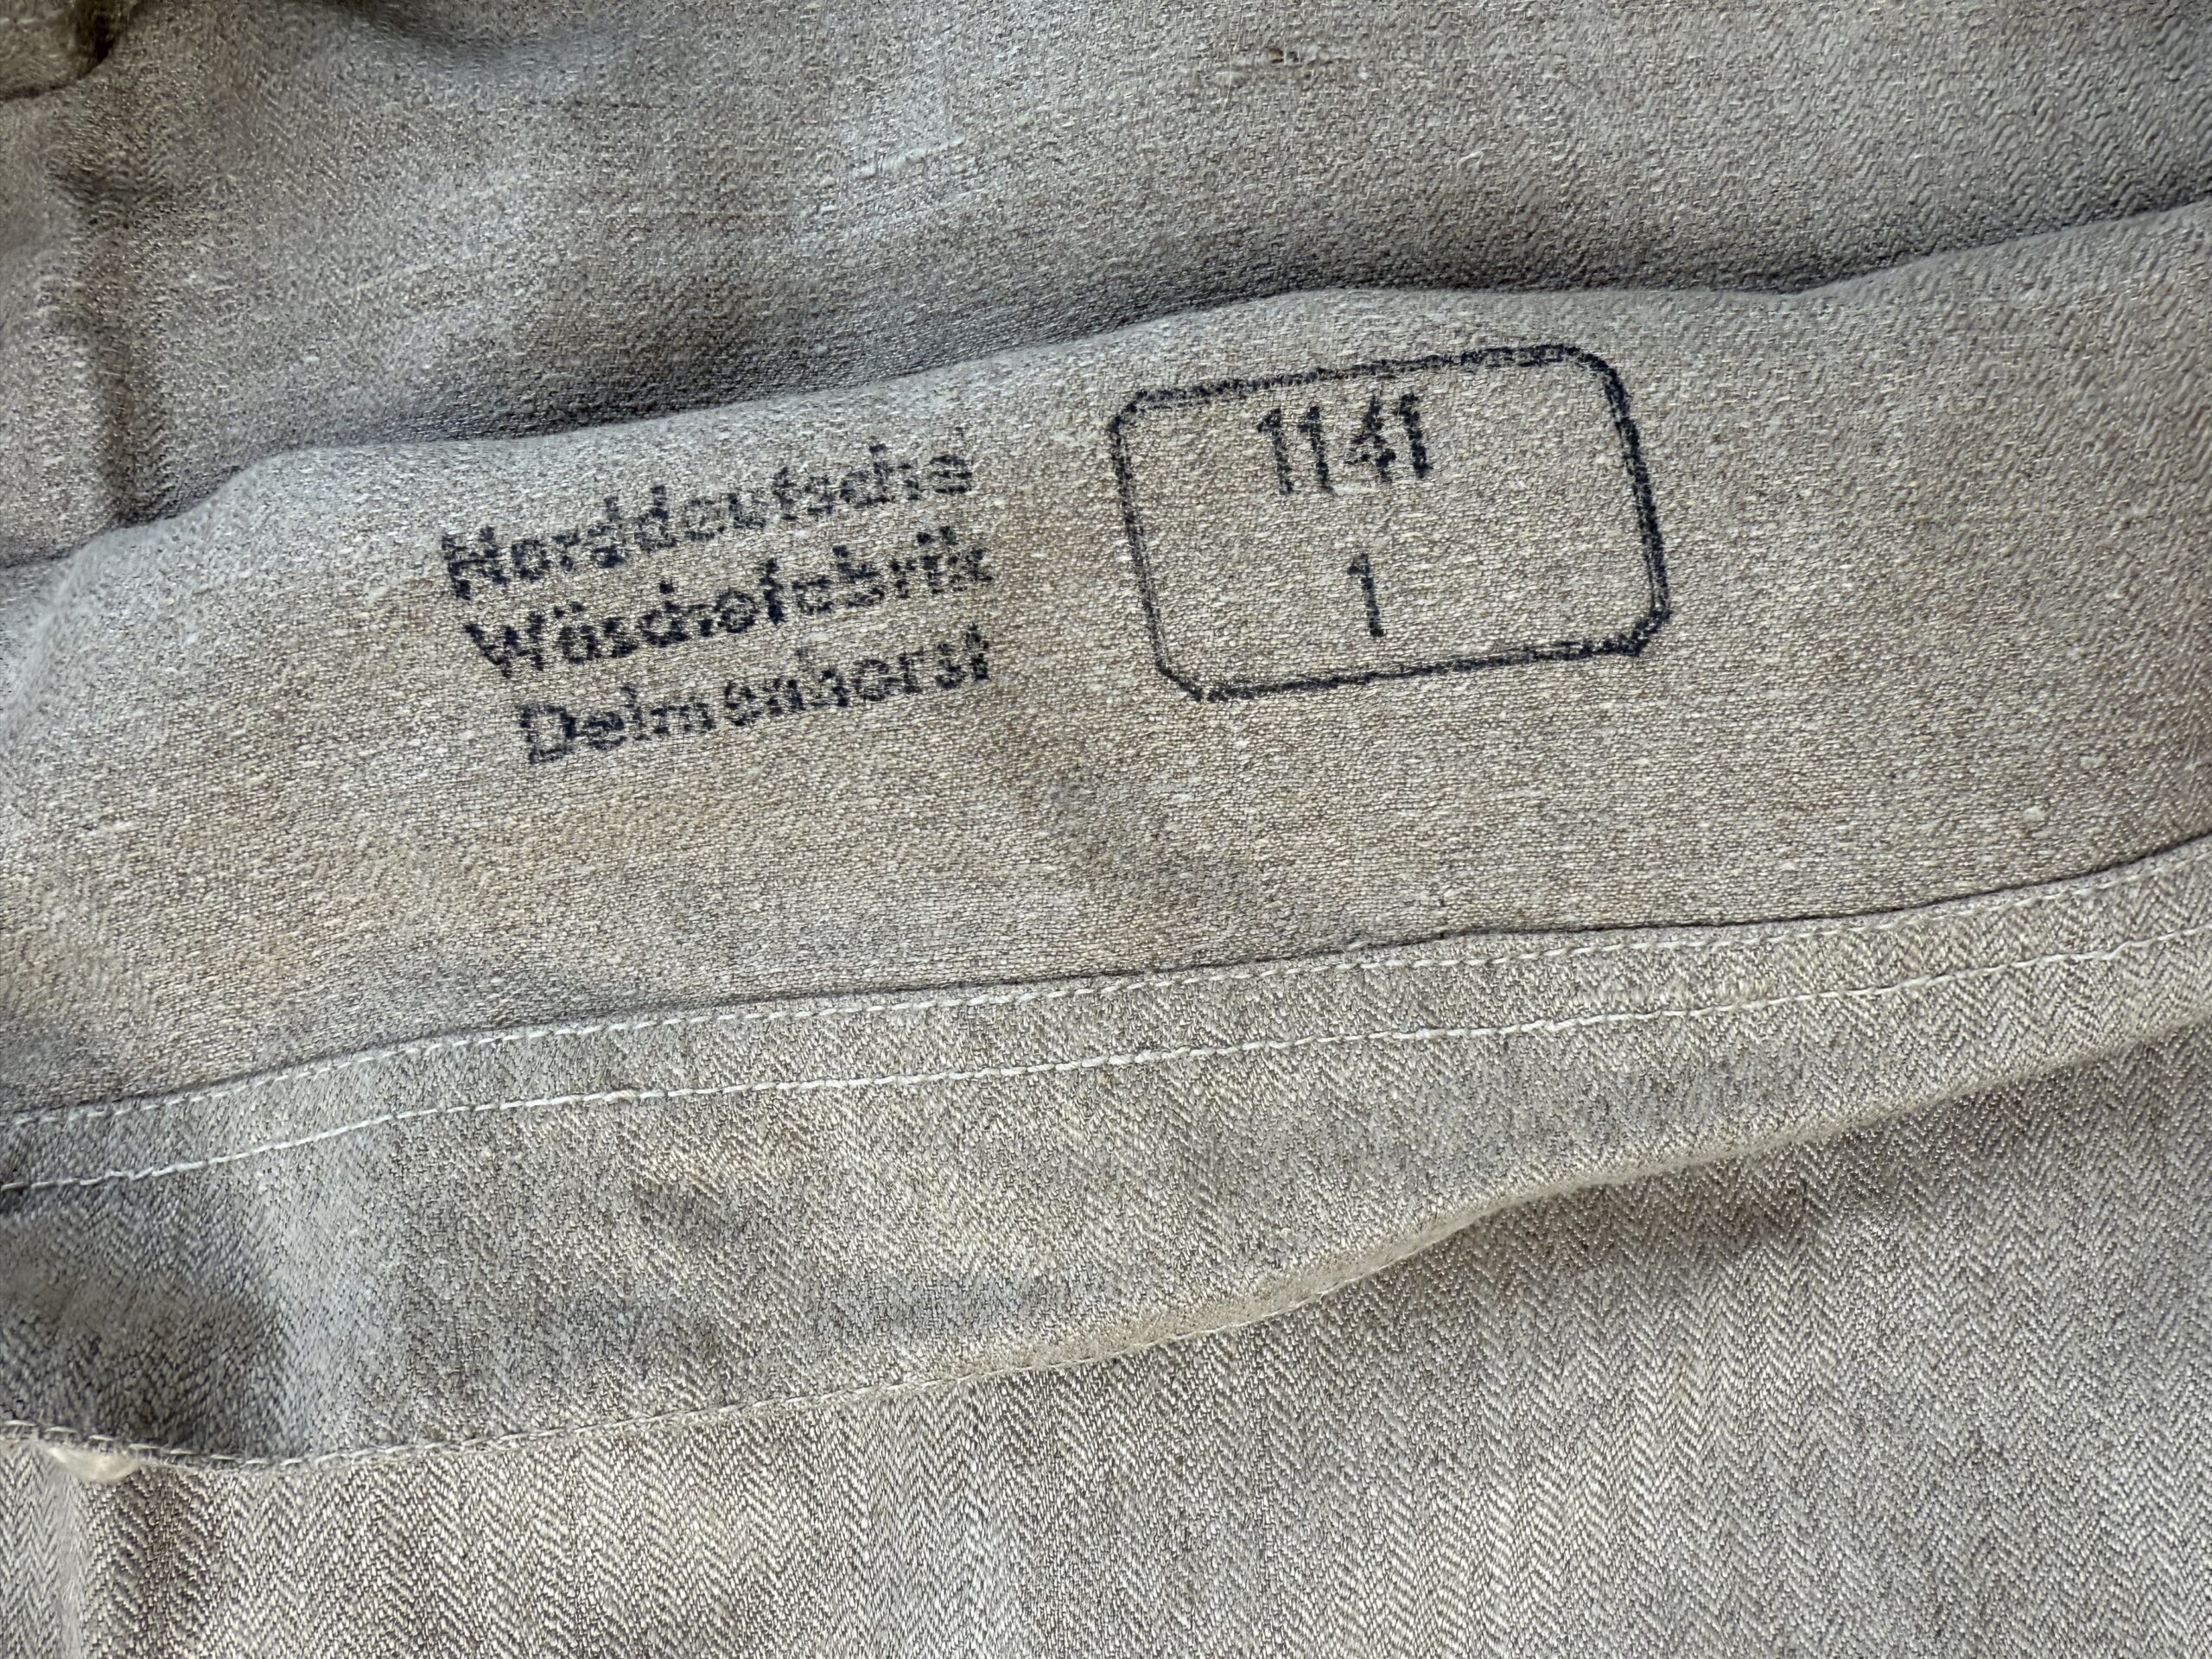 Norddeutsche
Wäschefabrik
Delmenhorst
1141
1